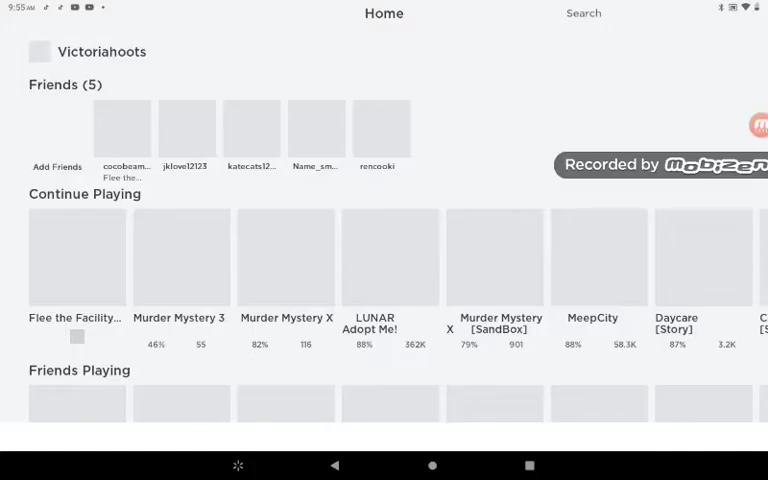 9:55AM
Home
Search
Victoriahoots
Friends (5)
Add Friends
cocobeam...
Flee the...
jklove12123
katecats12...
Name_sm...
rencooki
Recorded by mobizen
Continue Playing
Flee the Facility...
Murder Mystery 3
46% 55
Murder Mystery X
82% 116
LUNAR
Adopt Me!
88% 362K
Murder Mystery
X [SandBox]
79% 901
MeepCity
88% 58.3K
Daycare
[Story]
87% 3.2K
Friends Playing